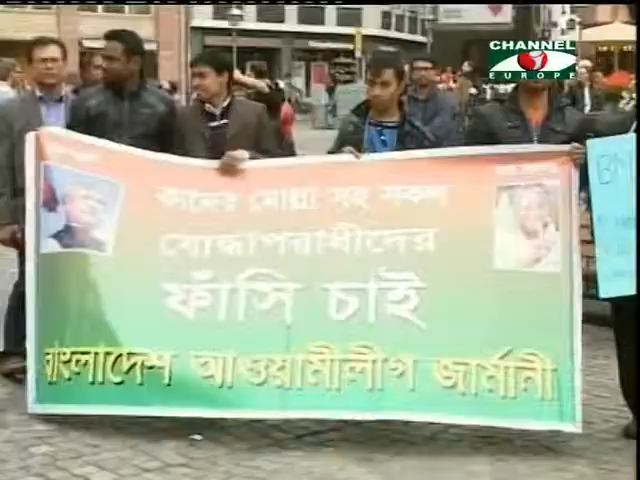 CHANNEL i
EUROPE
কাদের মোল্লা সহ সকল
যোদ্ধাপরাধীদের
ফাঁসি চাই
বাংলাদেশ আওয়ামীলীগ জার্মানী